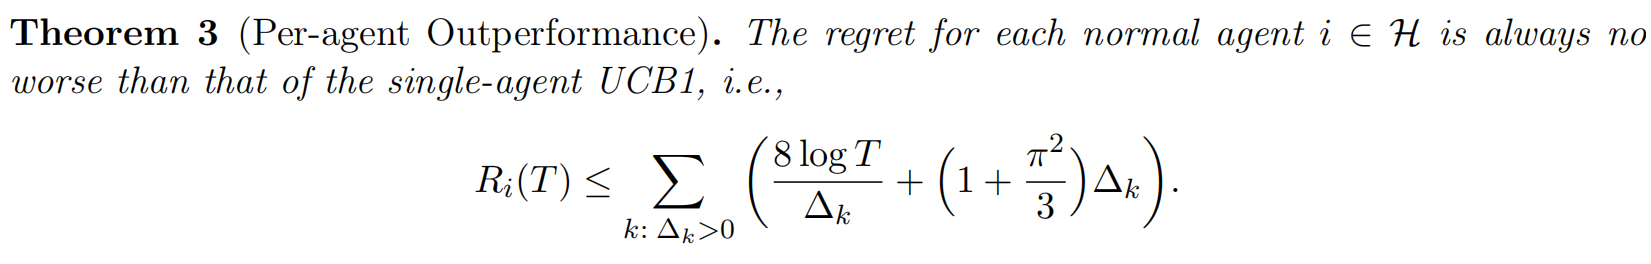 Theorem 3 (Per-agent Outperformance). The regret for each normal agent i ∈ ℋ is always no
worse than that of the single-agent UCB1, i.e.,
R_i(T) ≤ ∑_{k: Δ_k>0} ( (8 log T)/Δ_k + (1 + π²/3) Δ_k ).